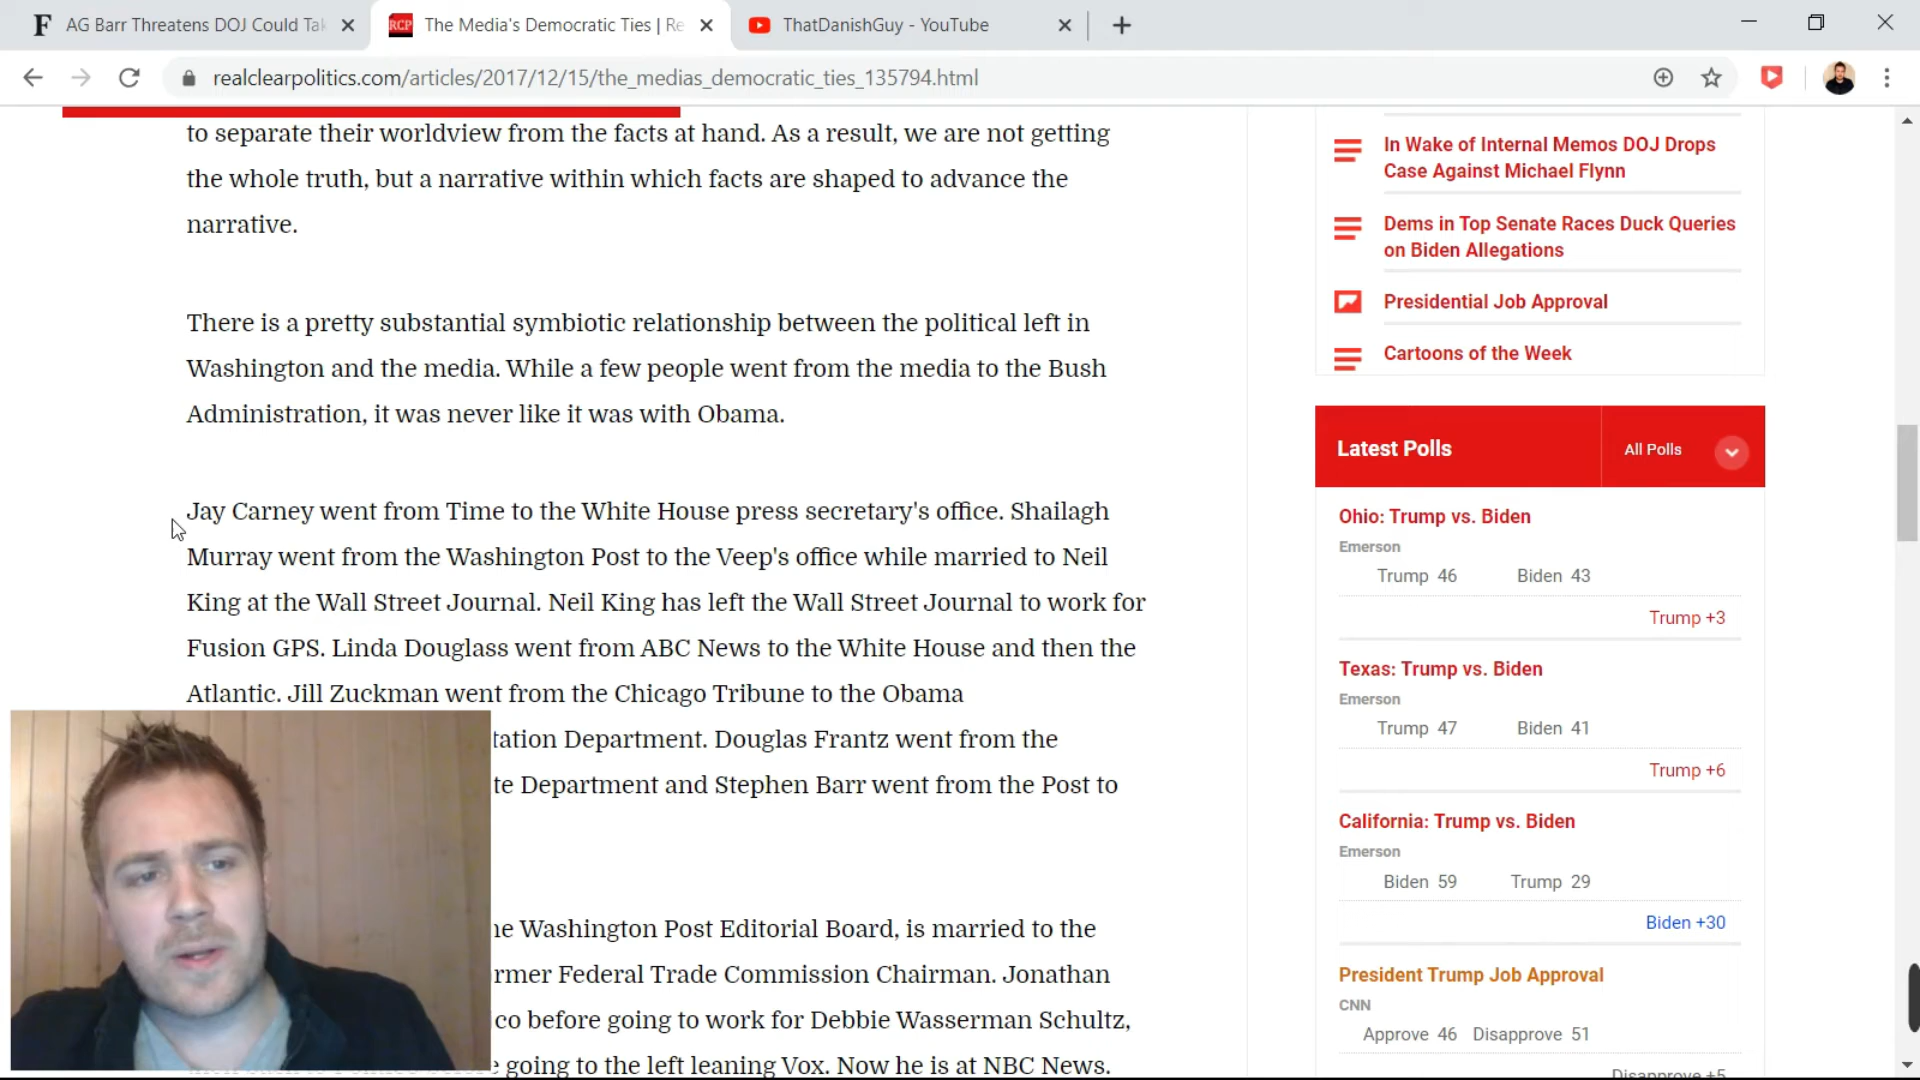 AG Barr Threatens DOJ Could Tak
The Media's Democratic Ties | Re
ThatDanishGuy - YouTube
realclearpolitics.com/articles/2017/12/15/the_medias_democratic_ties_135794.html
to separate their worldview from the facts at hand. As a result, we are not getting
the whole truth, but a narrative within which facts are shaped to advance the
narrative.
There is a pretty substantial symbiotic relationship between the political left in
Washington and the media. While a few people went from the media to the Bush
Administration, it was never like it was with Obama.
Jay Carney went from Time to the White House press secretary's office. Shailagh
Murray went from the Washington Post to the Veep's office while married to Neil
King at the Wall Street Journal. Neil King has left the Wall Street Journal to work for
Fusion GPS. Linda Douglass went from ABC News to the White House and then the
Atlantic. Jill Zuckman went from the Chicago Tribune to the Obama
tation Department. Douglas Frantz went from the
te Department and Stephen Barr went from the Post to
he Washington Post Editorial Board, is married to the
rmer Federal Trade Commission Chairman. Jonathan
co before going to work for Debbie Wasserman Schultz,
going to the left leaning Vox. Now he is at NBC News.
In Wake of Internal Memos DOJ Drops
Case Against Michael Flynn
Dems in Top Senate Races Duck Queries
on Biden Allegations
Presidential Job Approval
Cartoons of the Week
Latest Polls
All Polls
Ohio: Trump vs. Biden
Emerson
Trump 46 Biden 43
Trump +3
Texas: Trump vs. Biden
Emerson
Trump 47 Biden 41
Trump +6
California: Trump vs. Biden
Emerson
Biden 59 Trump 29
Biden +30
President Trump Job Approval
CNN
Approve 46 Disapprove 51
Disapprove +5